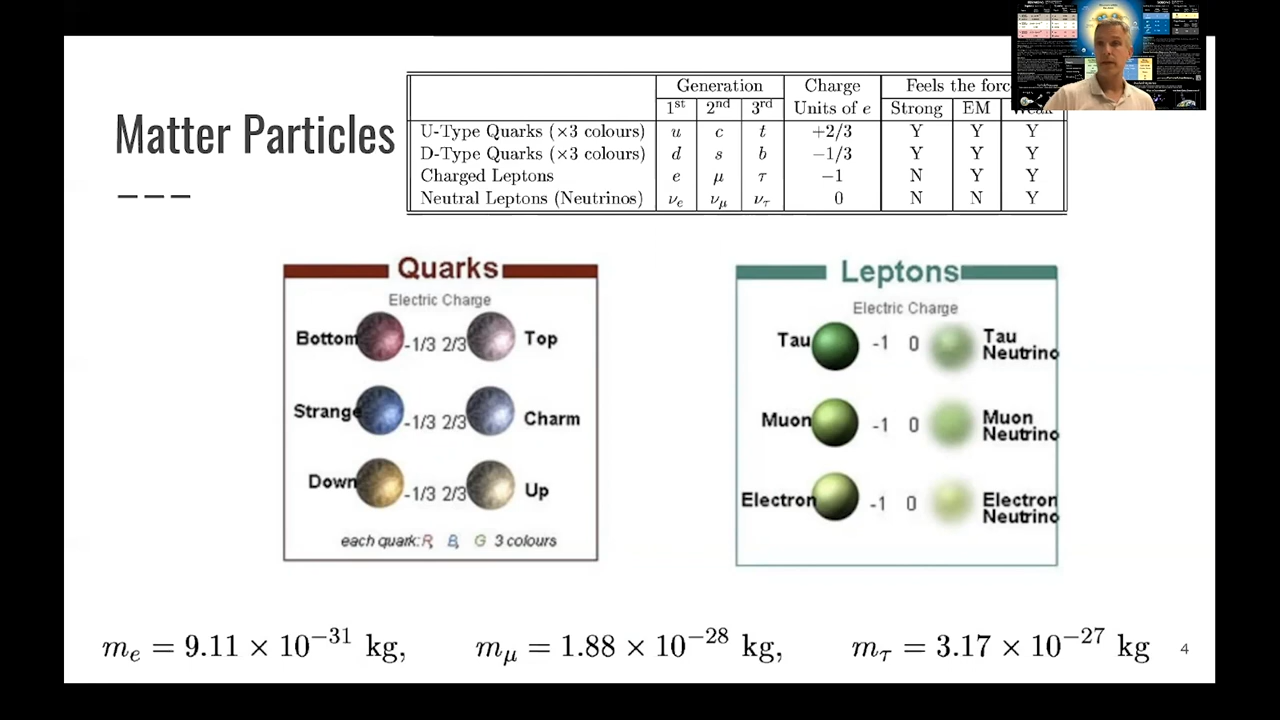 Matter Particles
Generation Charge Feels the forc
1st 2nd 3rd Units of e Strong EM Weak
U-Type Quarks (×3 colours) u c t +2/3 Y Y Y
D-Type Quarks (×3 colours) d s b −1/3 Y Y Y
Charged Leptons e μ τ −1 N Y Y
Neutral Leptons (Neutrinos) νe νμ ντ 0 N N Y
Quarks
Electric Charge
Bottom -1/3 2/3 Top
Strange -1/3 2/3 Charm
Down -1/3 2/3 Up
each quark: R, B, G 3 colours
Leptons
Electric Charge
Tau -1 0 Tau
Neutrino
Muon -1 0 Muon
Neutrino
Electron -1 0 Electron
Neutrino
me = 9.11 × 10−31 kg, mμ = 1.88 × 10−28 kg, mτ = 3.17 × 10−27 kg
4